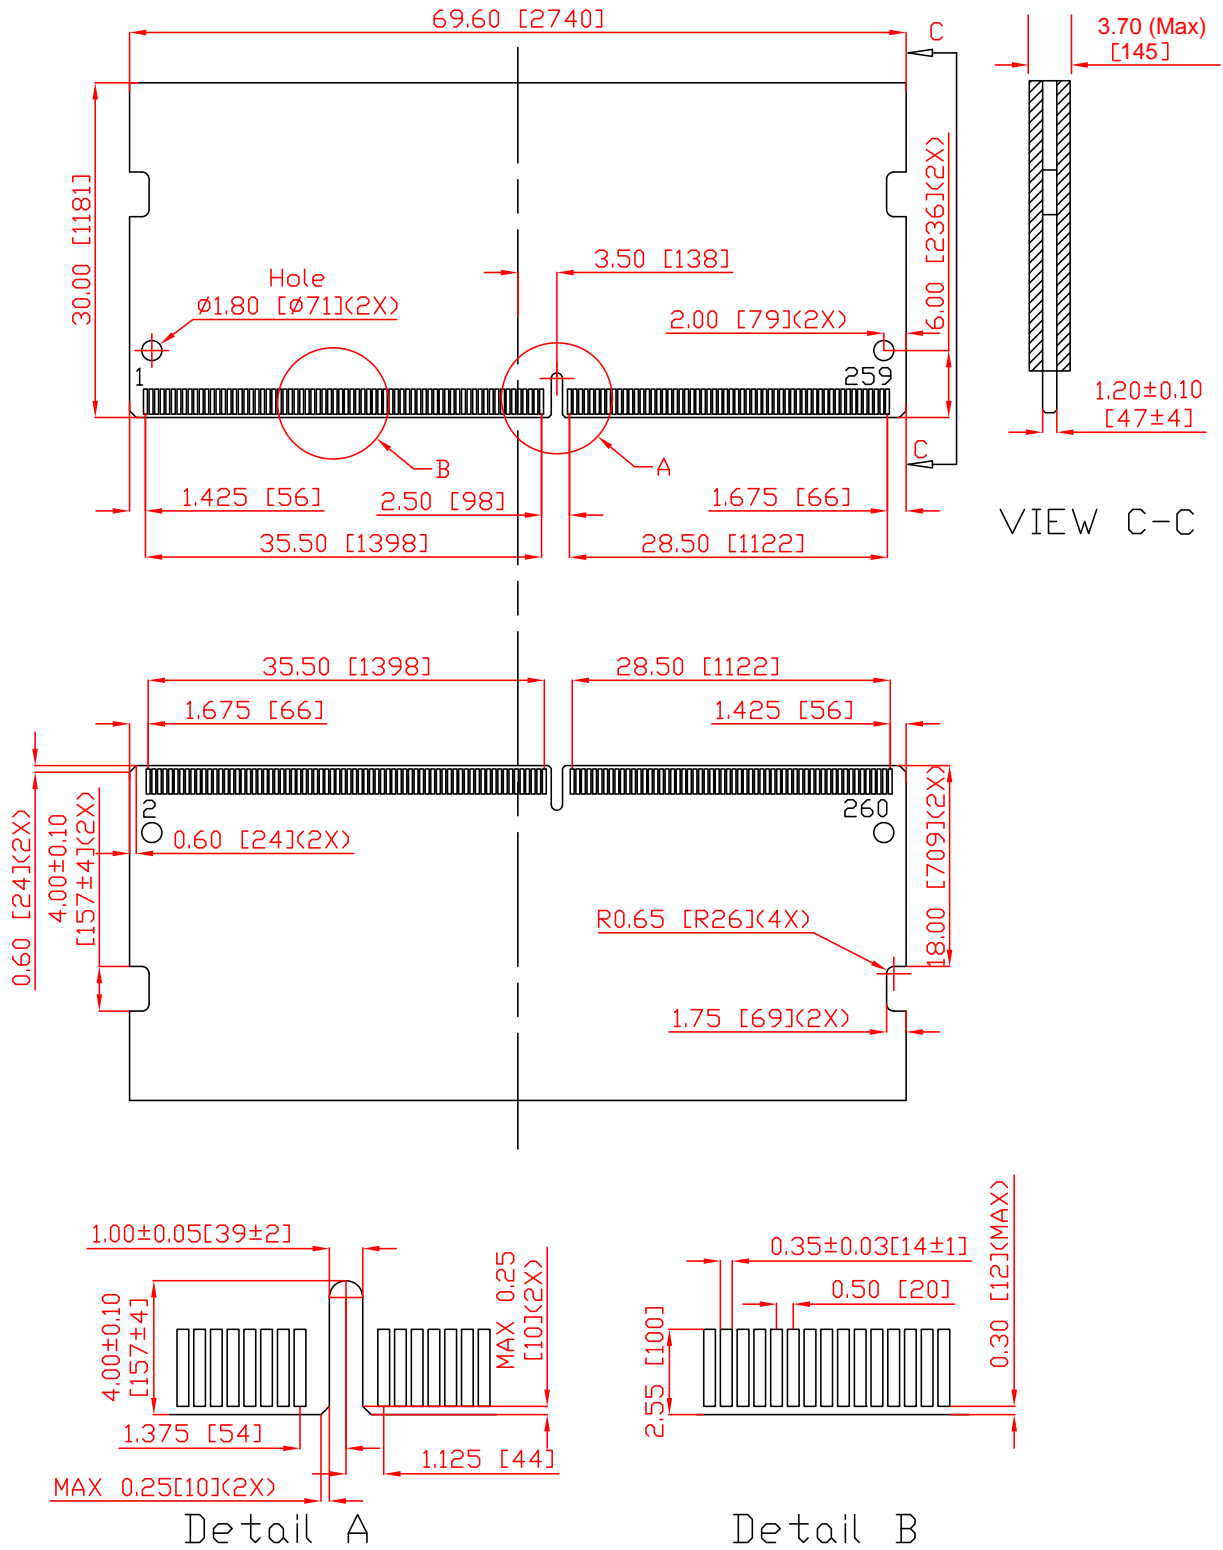 69.60 [2740]
C
3.70 (Max)
[145]
30.00 [1181]
6.00 [236](2X)
3.50 [138]
Hole
ø1.80 [ø71](2X)
2.00 [79](2X)
1
259
1.20±0.10
[47±4]
B
A
C
1.425 [56]
2.50 [98]
1.675 [66]
VIEW C-C
35.50 [1398]
28.50 [1122]
35.50 [1398]
28.50 [1122]
1.675 [66]
1.425 [56]
2
260
0.60 [24](2X)
4.00±0.10
[157±4](2X)
0.60 [24](2X)
18.00 [709](2X)
R0.65 [R26](4X)
1.75 [69](2X)
1.00±0.05[39±2]
MAX 0.25
[10](2X)
0.35±0.03[14±1]
0.30 [12](MAX)
0.50 [20]
4.00±0.10
[157±4]
2.55 [100]
1.375 [54]
1.125 [44]
MAX 0.25[10](2X)
Detail A
Detail B